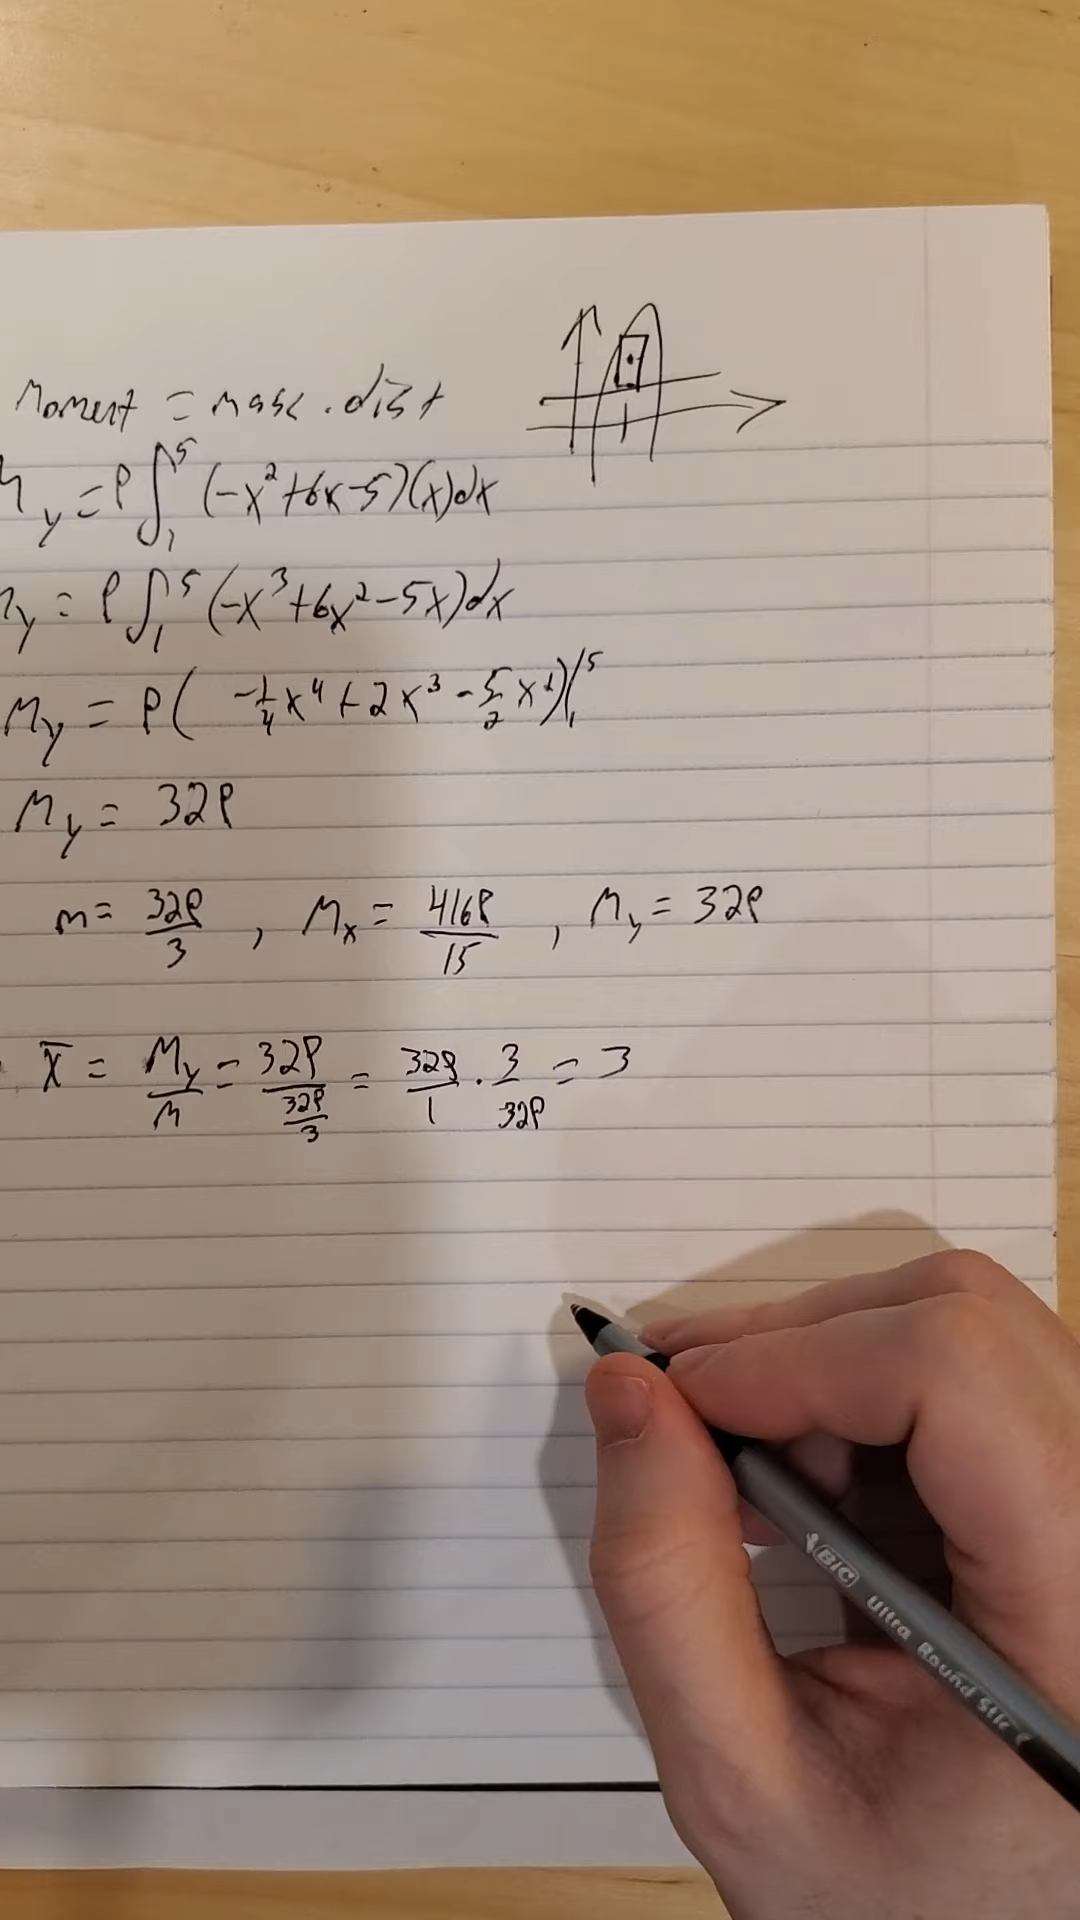 Moment = mass . dist
My = ρ ∫₁⁵ (-x²+6x-5)(x)dx
My = ρ ∫₁⁵ (-x³+6x²-5x)dx
My = ρ( -1/4 x⁴ + 2x³ - 5/2 x²)|₁⁵
My = 32ρ
m = 32ρ/3 , Mx = 416ρ/15 , My = 32ρ
x̄ = My/m = 32ρ/(32ρ/3) = 32ρ/1 · 3/32ρ = 3
BIC Ultra Round Stic